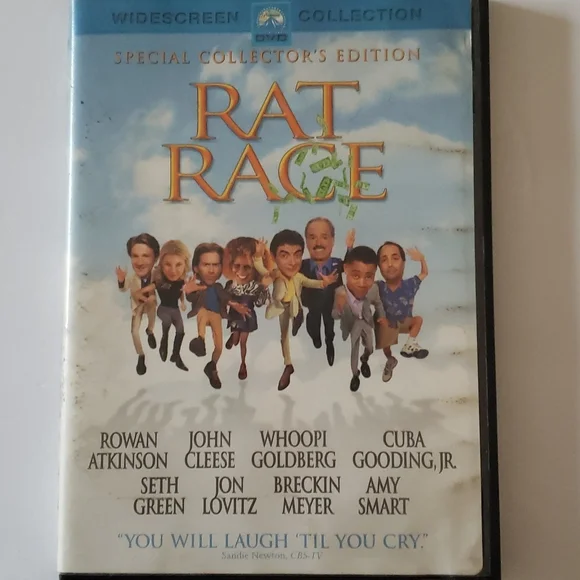 WIDESCREEN COLLECTION
DVD
SPECIAL COLLECTOR'S EDITION
RAT
RACE
ROWAN ATKINSON
JOHN CLEESE
WHOOPI GOLDBERG
CUBA GOODING, JR.
SETH GREEN
JON LOVITZ
BRECKIN MEYER
AMY SMART
"YOU WILL LAUGH 'TIL YOU CRY."
Sandie Newton, CBS-TV